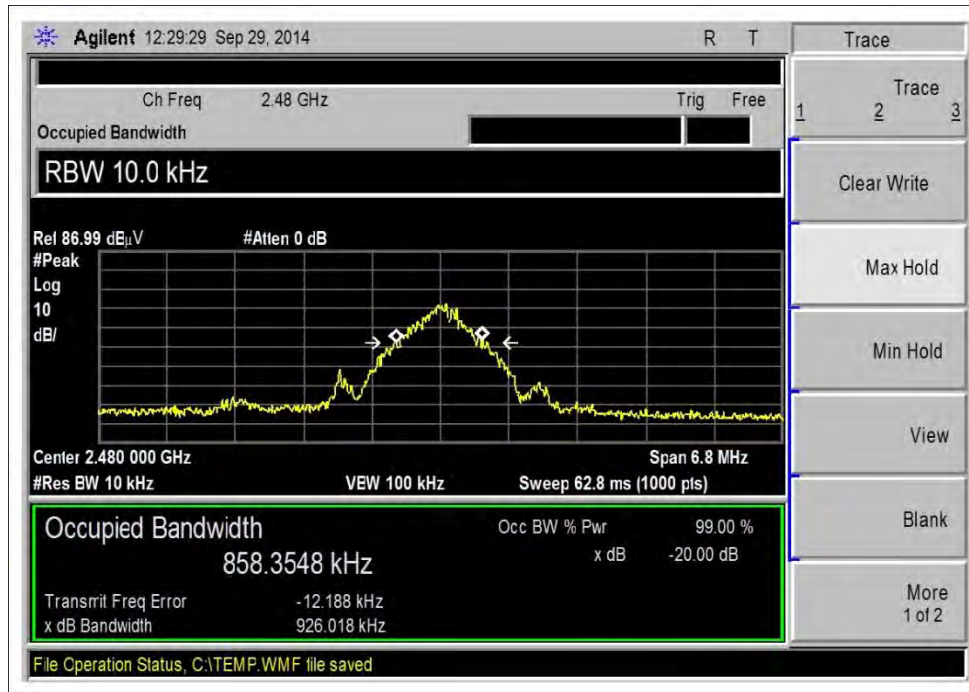 Agilent 12:29:29 Sep 29, 2014 R T
Trace
Ch Freq 2.48 GHz Trig Free
Occupied Bandwidth
Trace
1 2 3
RBW 10.0 kHz
Clear Write
Ref 86.99 dBµV #Atten 0 dB
#Peak
Log
10
dB/
Max Hold
Min Hold
View
Center 2.480 000 GHz Span 6.8 MHz
#Res BW 10 kHz VBW 100 kHz Sweep 62.8 ms (1000 pts)
Occupied Bandwidth Occ BW % Pwr 99.00 %
858.3548 kHz x dB -20.00 dB
Blank
Transmit Freq Error -12.188 kHz
x dB Bandwidth 926.018 kHz
More
1 of 2
File Operation Status, C:\TEMP.WMF file saved